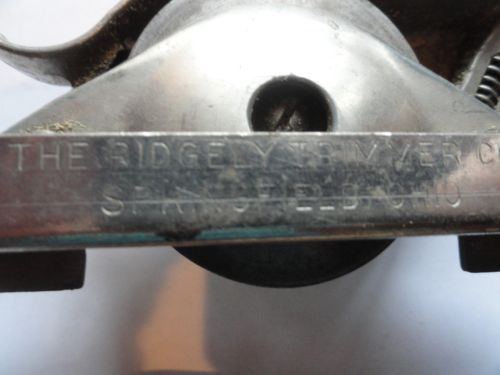 THE RIDGELY TRIMMER C
SPRINGFIELD, OHIO